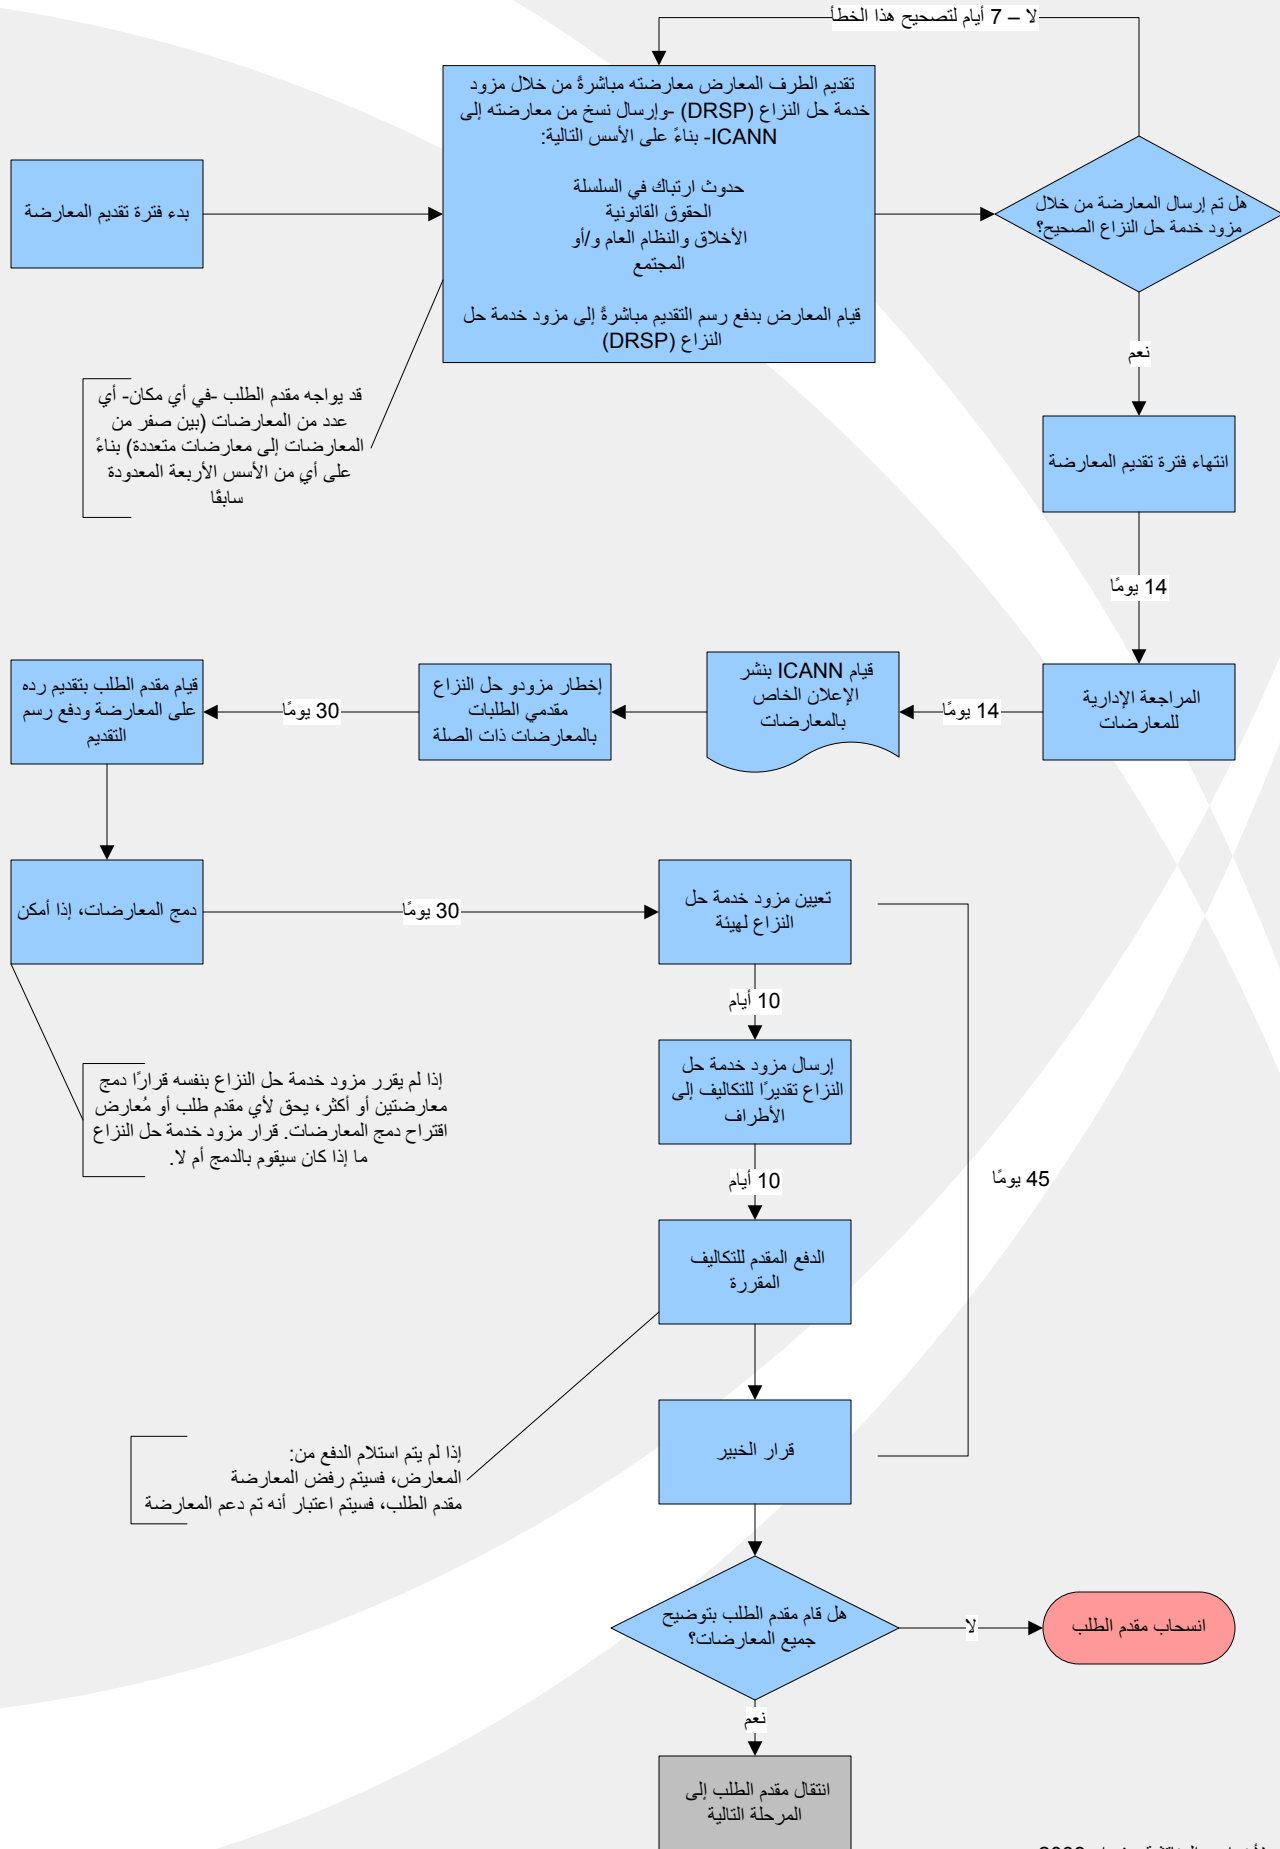 لا – 7 أيام لتصحيح هذا الخطأ
بدء فترة تقديم المعارضة
تقديم الطرف المعارض معارضته مباشرةً من خلال مزود
خدمة حل النزاع (DRSP) -وإرسال نسخ من معارضته إلى
ICANN- بناءً على الأسس التالية:
حدوث ارتباك في السلسلة
الحقوق القانونية
الأخلاق والنظام العام و/أو
المجتمع
قيام المعارض بدفع رسم التقديم مباشرةً إلى مزود خدمة حل
النزاع (DRSP)
هل تم إرسال المعارضة من خلال
مزود خدمة حل النزاع الصحيح؟
نعم
قد يواجه مقدم الطلب -في أي مكان- أي
عدد من المعارضات (بين صفر من
المعارضات إلى معارضات متعددة) بناءً
على أيٍ من الأسس الأربعة المعدودة
سابقًا
انتهاء فترة تقديم المعارضة
14 يومًا
المراجعة الإدارية
للمعارضات
14 يومًا
قيام ICANN بنشر
الإعلان الخاص
بالمعارضات
إخطار مزودو حل النزاع
مقدمي الطلبات
بالمعارضات ذات الصلة
30 يومًا
قيام مقدم الطلب بتقديم رده
على المعارضة ودفع رسم
التقديم
دمج المعارضات، إذا أمكن
30 يومًا
تعيين مزود خدمة حل
النزاع لهيئة
10 أيام
إذا لم يقرر مزود خدمة حل النزاع بنفسه قرارًا دمج
معارضتين أو أكثر، يحق لأي مقدم طلب أو مُعارض
اقتراح دمج المعارضات. قرار مزود خدمة حل النزاع
ما إذا كان سيقوم بالدمج أم لا.
إرسال مزود خدمة حل
النزاع تقديرًا للتكاليف إلى
الأطراف
10 أيام
45 يومًا
الدفع المقدم للتكاليف
المقررة
قرار الخبير
إذا لم يتم استلام الدفع من:
المعارض، فسيتم رفض المعارضة
مقدم الطلب، فسيتم اعتبار أنه تم دعم المعارضة
هل قام مقدم الطلب بتوضيح
جميع المعارضات؟
لا
انسحاب مقدم الطلب
نعم
انتقال مقدم الطلب إلى
المرحلة التالية